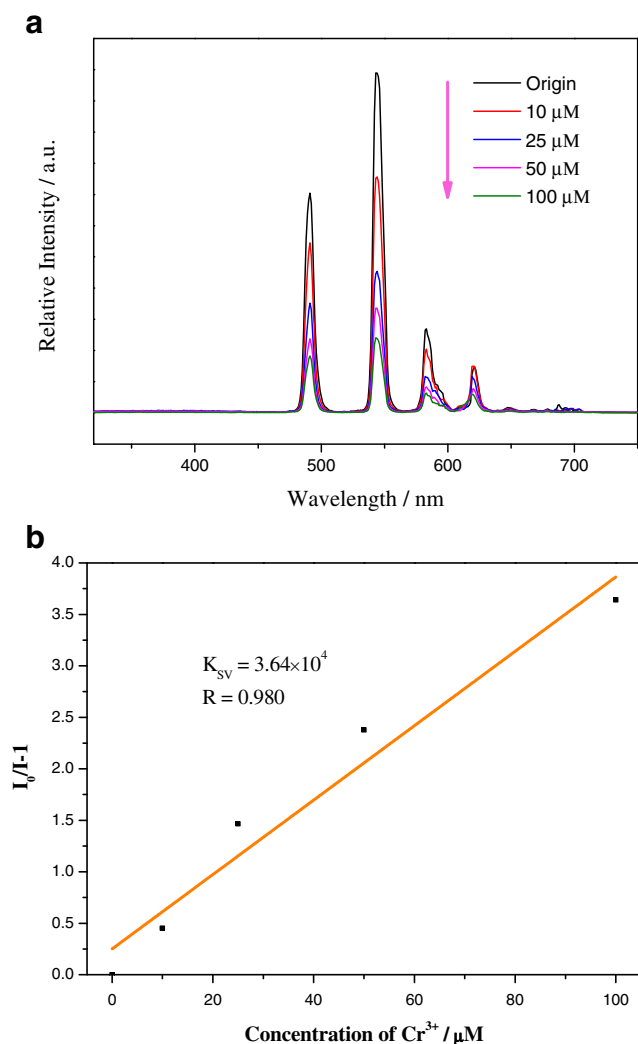 a
Relative Intensity / a.u.
Origin
10 μM
25 μM
50 μM
100 μM
400 500 600 700
Wavelength / nm
b
4.0
3.5
3.0
2.5
2.0
1.5
1.0
0.5
0.0
I₀/I-1
K_SV = 3.64×10⁴
R = 0.980
0 20 40 60 80 100
Concentration of Cr³⁺ / μM